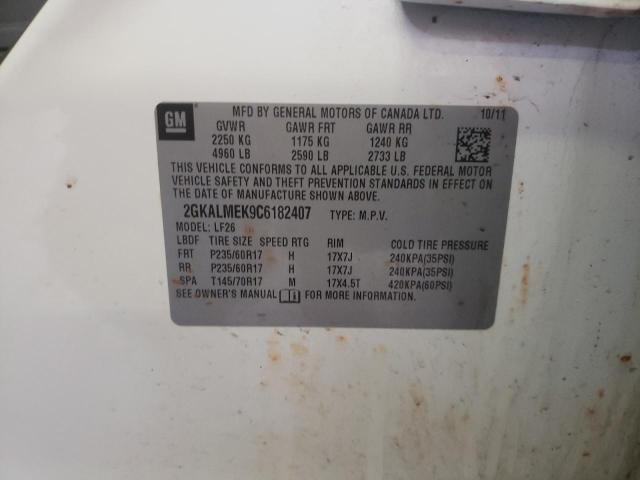 GM
MFD BY GENERAL MOTORS OF CANADA LTD. 10/11
GVWR GAWR FRT GAWR RR
2250 KG 1175 KG 1240 KG
4960 LB 2590 LB 2733 LB
THIS VEHICLE CONFORMS TO ALL APPLICABLE U.S. FEDERAL MOTOR
VEHICLE SAFETY AND THEFT PREVENTION STANDARDS IN EFFECT ON
THE DATE OF MANUFACTURE SHOWN ABOVE.
2GKALMEK9C6182407 TYPE: M.P.V.
MODEL: LF26
LBDF TIRE SIZE SPEED RTG RIM COLD TIRE PRESSURE
FRT P235/60R17 H 17X7J 240KPA(35PSI)
RR P235/60R17 H 17X7J 240KPA(35PSI)
SPA T145/70R17 M 17X4.5T 420KPA(60PSI)
SEE OWNER'S MANUAL FOR MORE INFORMATION.